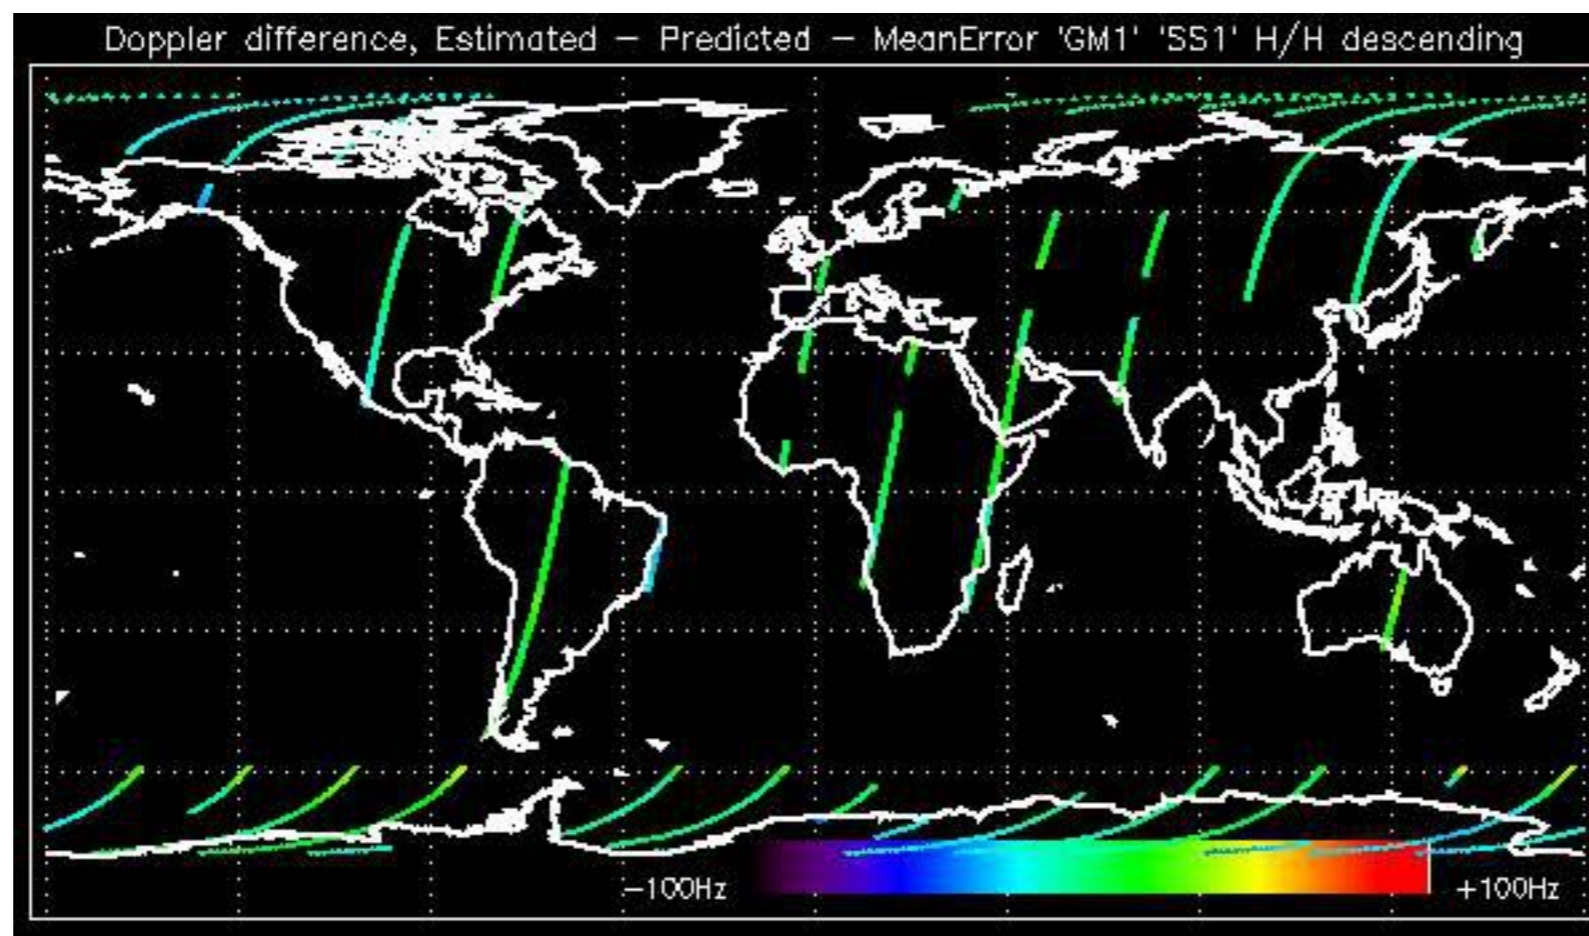 Doppler difference, Estimated – Predicted – MeanError 'GM1' 'SS1' H/H descending
-100Hz
+100Hz